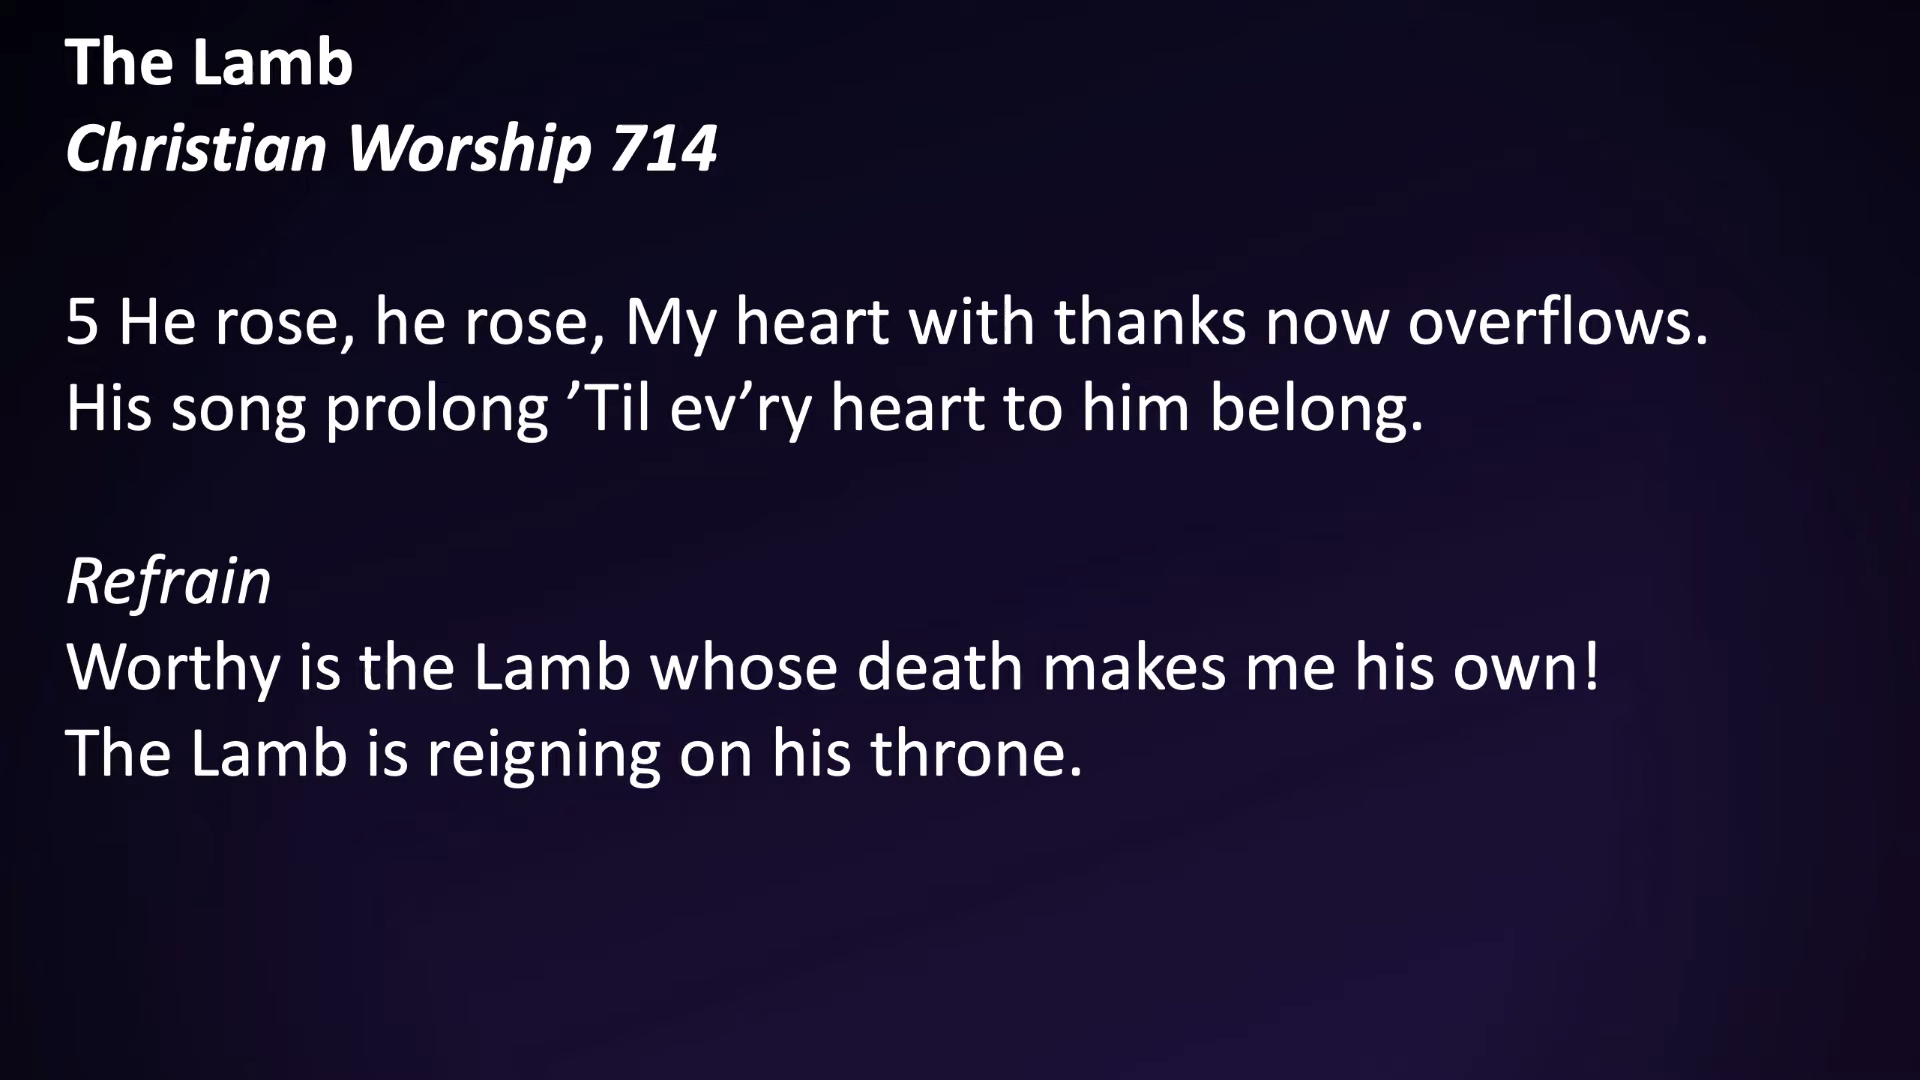 The Lamb
Christian Worship 714
5 He rose, he rose, My heart with thanks now overflows.
His song prolong ’Til ev’ry heart to him belong.
Refrain
Worthy is the Lamb whose death makes me his own!
The Lamb is reigning on his throne.